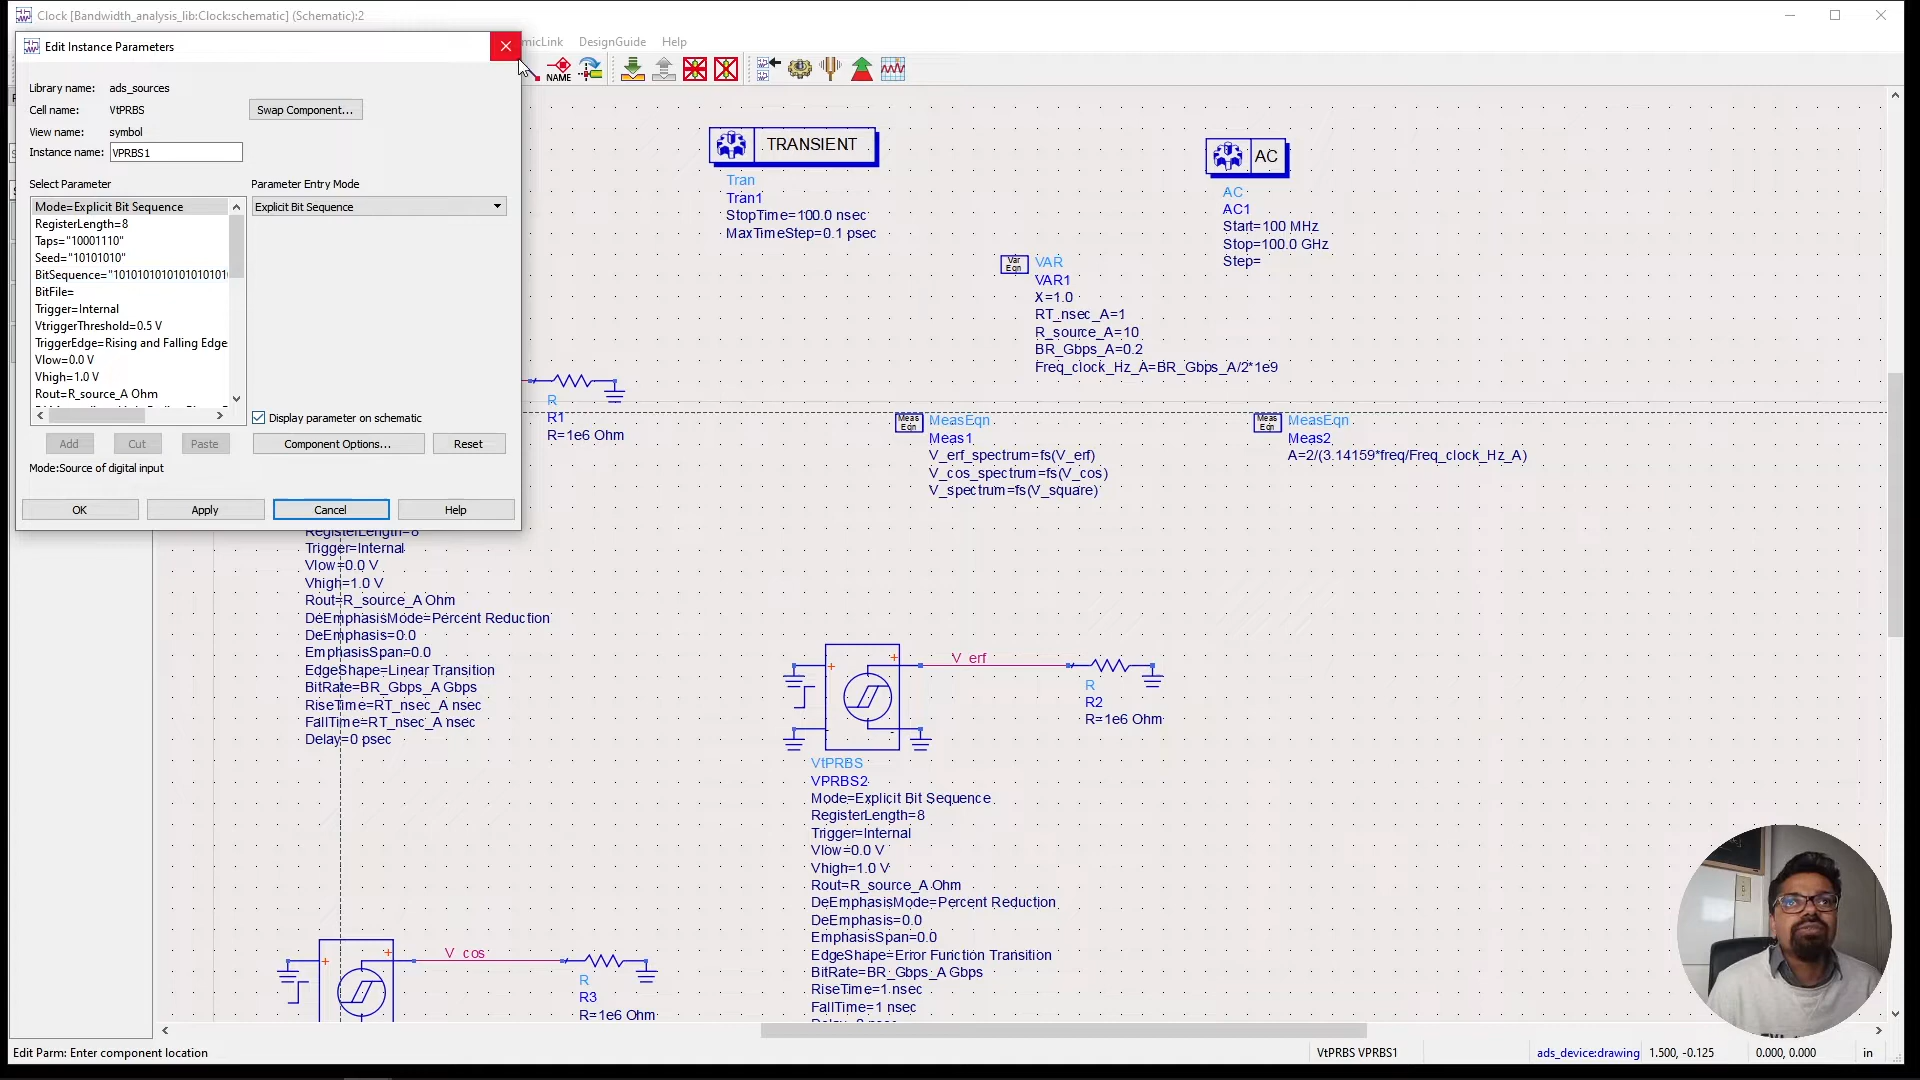 Clock [Bandwidth_analysis_lib:Clock:schematic] (Schematic):2
Edit Instance Parameters
micLink DesignGuide Help
NAME
Library name: ads_sources
Cell name: VtPRBS Swap Component...
View name: symbol
Instance name: VPRBS1
Select Parameter Parameter Entry Mode
Mode=Explicit Bit Sequence
Explicit Bit Sequence
RegisterLength=8
Taps="10001110"
Seed="10101010"
BitSequence="1010101010101010101
BitFile=
Trigger=Internal
VtriggerThreshold=0.5 V
TriggerEdge=Rising and Falling Edge
Vlow=0.0 V
Vhigh=1.0 V
Rout=R_source_A Ohm
Display parameter on schematic
Add Cut Paste Component Options... Reset
Mode:Source of digital input
OK Apply Cancel Help
TRANSIENT
Tran
Tran1
StopTime=100.0 nsec
MaxTimeStep=0.1 psec
AC
AC
AC1
Start=100 MHz
Stop=100.0 GHz
Step=
Var
Eqn
VAR
VAR1
X=1.0
RT_nsec_A=1
R_source_A=10
BR_Gbps_A=0.2
Freq_clock_Hz_A=BR_Gbps_A/2*1e9
R
R1
R=1e6 Ohm
Meas
Eqn
MeasEqn
Meas1
V_erf_spectrum=fs(V_erf)
V_cos_spectrum=fs(V_cos)
V_spectrum=fs(V_square)
Meas
Eqn
MeasEqn
Meas2
A=2/(3.14159*freq/Freq_clock_Hz_A)
RegisterLength=8
Trigger=Internal
Vlow=0.0 V
Vhigh=1.0 V
Rout=R_source_A Ohm
DeEmphasisMode=Percent Reduction
DeEmphasis=0.0
EmphasisSpan=0.0
EdgeShape=Linear Transition
BitRate=BR_Gbps_A Gbps
RiseTime=RT_nsec_A nsec
FallTime=RT_nsec_A nsec
Delay=0 psec
V_erf
R
R2
R=1e6 Ohm
VtPRBS
VPRBS2
Mode=Explicit Bit Sequence
RegisterLength=8
Trigger=Internal
Vlow=0.0 V
Vhigh=1.0 V
Rout=R_source_A Ohm
DeEmphasisMode=Percent Reduction
DeEmphasis=0.0
EmphasisSpan=0.0
EdgeShape=Error Function Transition
BitRate=BR_Gbps_A Gbps
RiseTime=1 nsec
FallTime=1 nsec
V_cos
R
R3
R=1e6 Ohm
Edit Parm: Enter component location
VtPRBS VPRBS1 ads_device:drawing 1.500, -0.125 0.000, 0.000 in